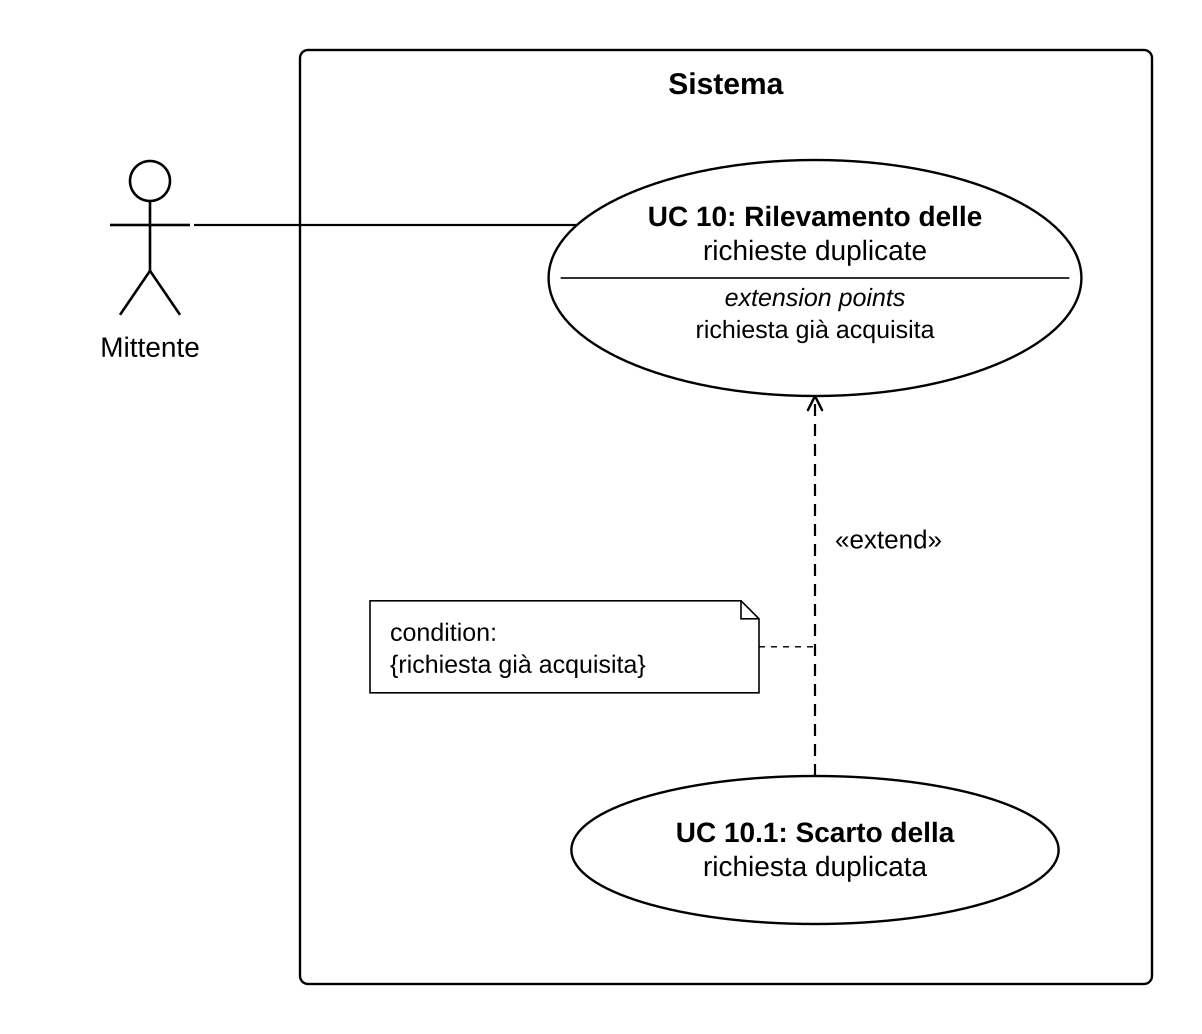 Sistema
UC 10: Rilevamento delle
richieste duplicate
extension points
richiesta già acquisita
Mittente
«extend»
condition:
{richiesta già acquisita}
UC 10.1: Scarto della
richiesta duplicata